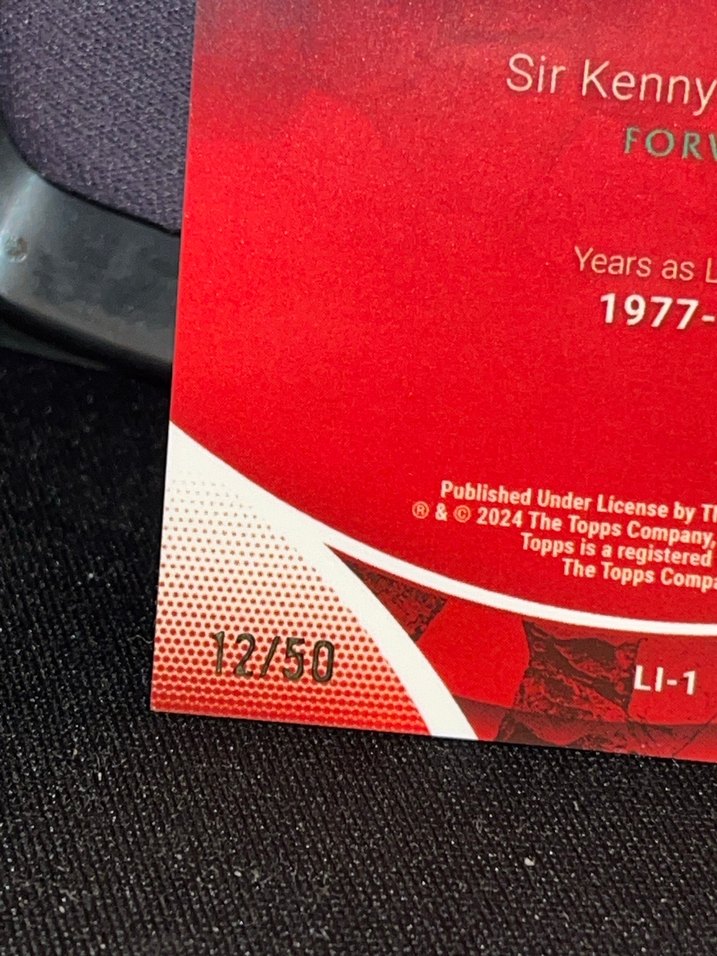 Sir Kenny
FORW
Years as L
1977-
Published Under License by Th
® & © 2024 The Topps Company,
Topps is a registered
The Topps Compa
12/50
LI-1